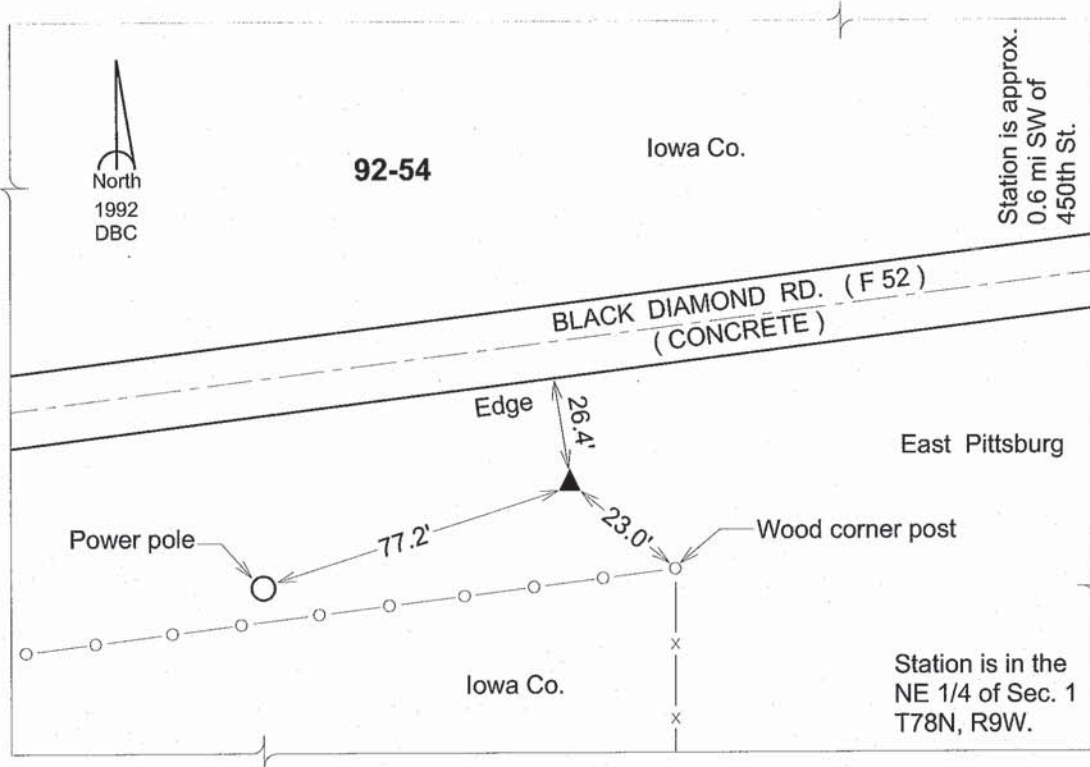 Station is approx.
0.6 mi SW of
450th St.
North
1992
DBC
92-54
Iowa Co.
BLACK DIAMOND RD. ( F 52 )
( CONCRETE )
Edge
26.4'
East Pittsburg
Power pole
77.2'
23.0'
Wood corner post
Iowa Co.
Station is in the
NE 1/4 of Sec. 1
T78N, R9W.